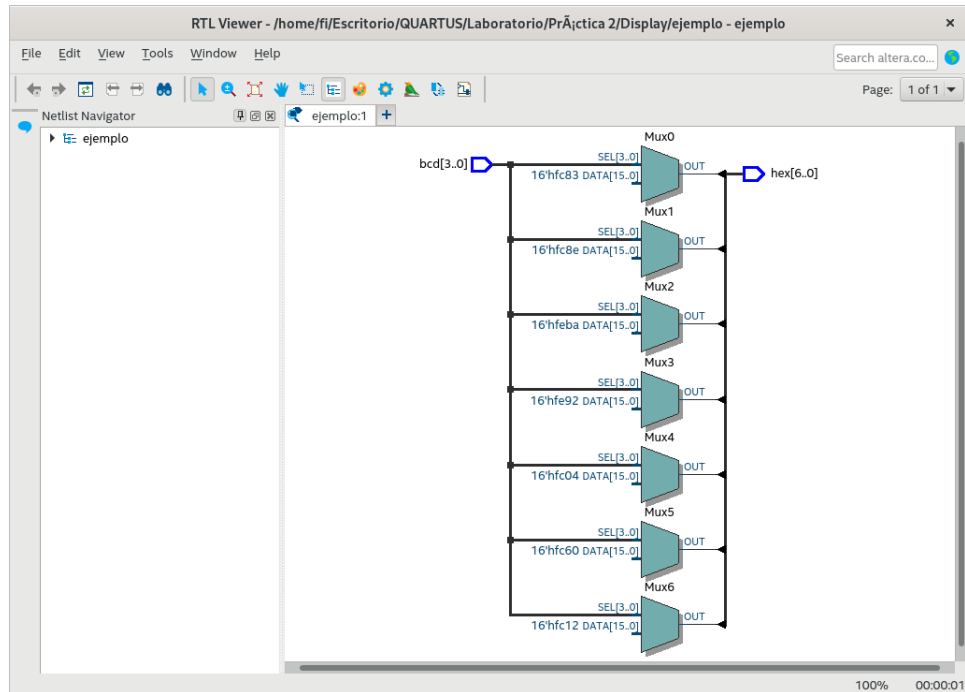 RTL Viewer - /home/fi/Escritorio/QUARTUS/Laboratorio/PrÃ¡ctica 2/Display/ejemplo - ejemplo
File Edit View Tools Window Help
Search altera.co...
Page: 1 of 1
Netlist Navigator
ejemplo
ejemplo:1
bcd[3..0]
hex[6..0]
Mux0
SEL[3..0]
16'hfc83 DATA[15..0]
OUT
Mux1
SEL[3..0]
16'hfc8e DATA[15..0]
OUT
Mux2
SEL[3..0]
16'hfeba DATA[15..0]
OUT
Mux3
SEL[3..0]
16'hfe92 DATA[15..0]
OUT
Mux4
SEL[3..0]
16'hfc04 DATA[15..0]
OUT
Mux5
SEL[3..0]
16'hfc60 DATA[15..0]
OUT
Mux6
SEL[3..0]
16'hfc12 DATA[15..0]
OUT
100% 00:00:01